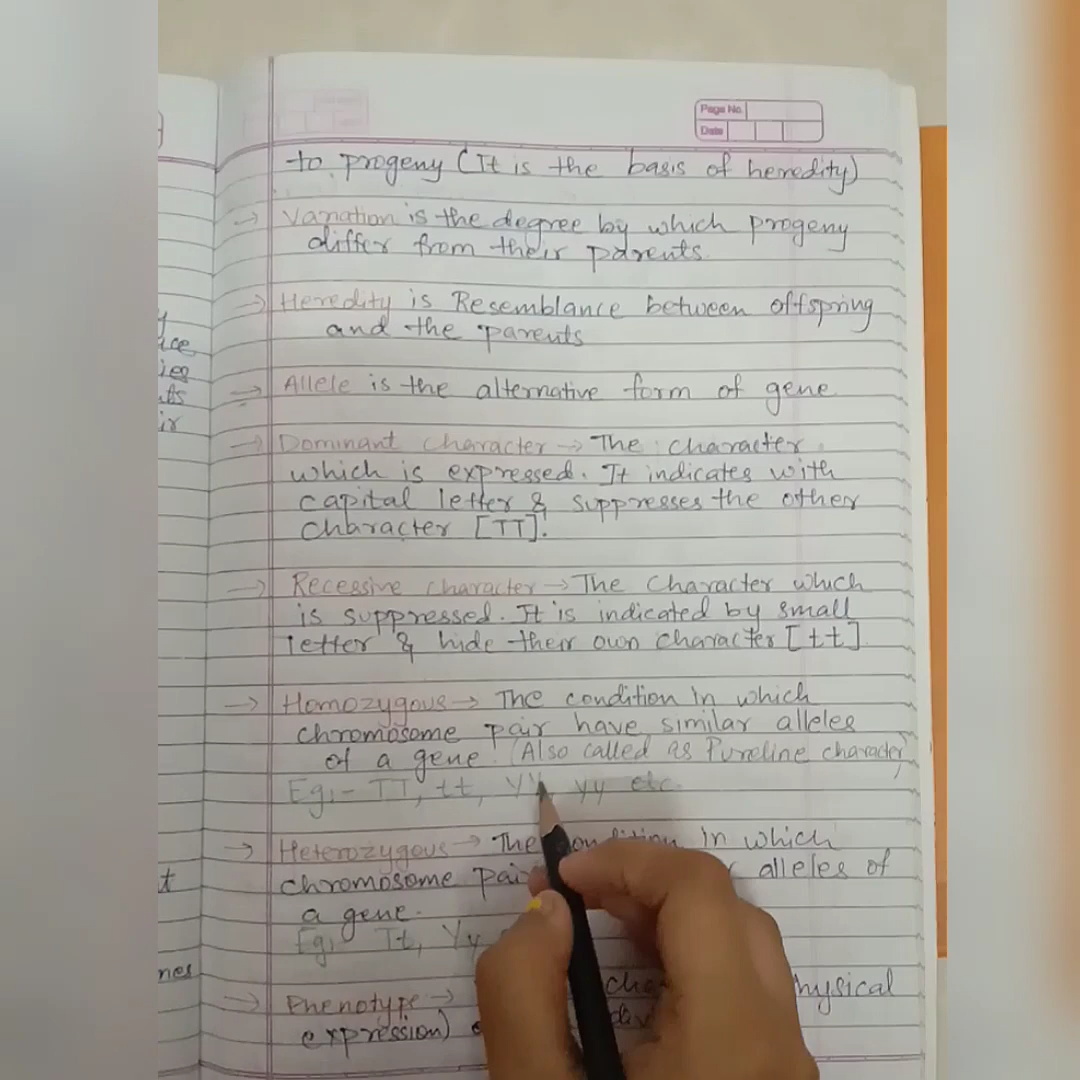 Page No.
Date
to progeny (It is the basis of heredity)
→ Variation is the degree by which progeny
differ from their parents.
→ Heredity is Resemblance between offspring
and the parents
→ Allele is the alternative form of gene
→ Dominant character → The character
which is expressed. It indicates with
capital letter & suppresses the other
character [TT].
→ Recessive character → The character which
is suppressed. It is indicated by small
letter & hide their own character [tt]
→ Homozygous → The condition in which
chromosome pair have similar alleles
of a gene. (Also called as Pureline character)
Eg:- TT, tt, YY yy etc.
→ Heterozygous → The condition in which
chromosome pair alleles of
a gene.
Eg:- Tt, Yy
→ Phenotype → physical
expression)